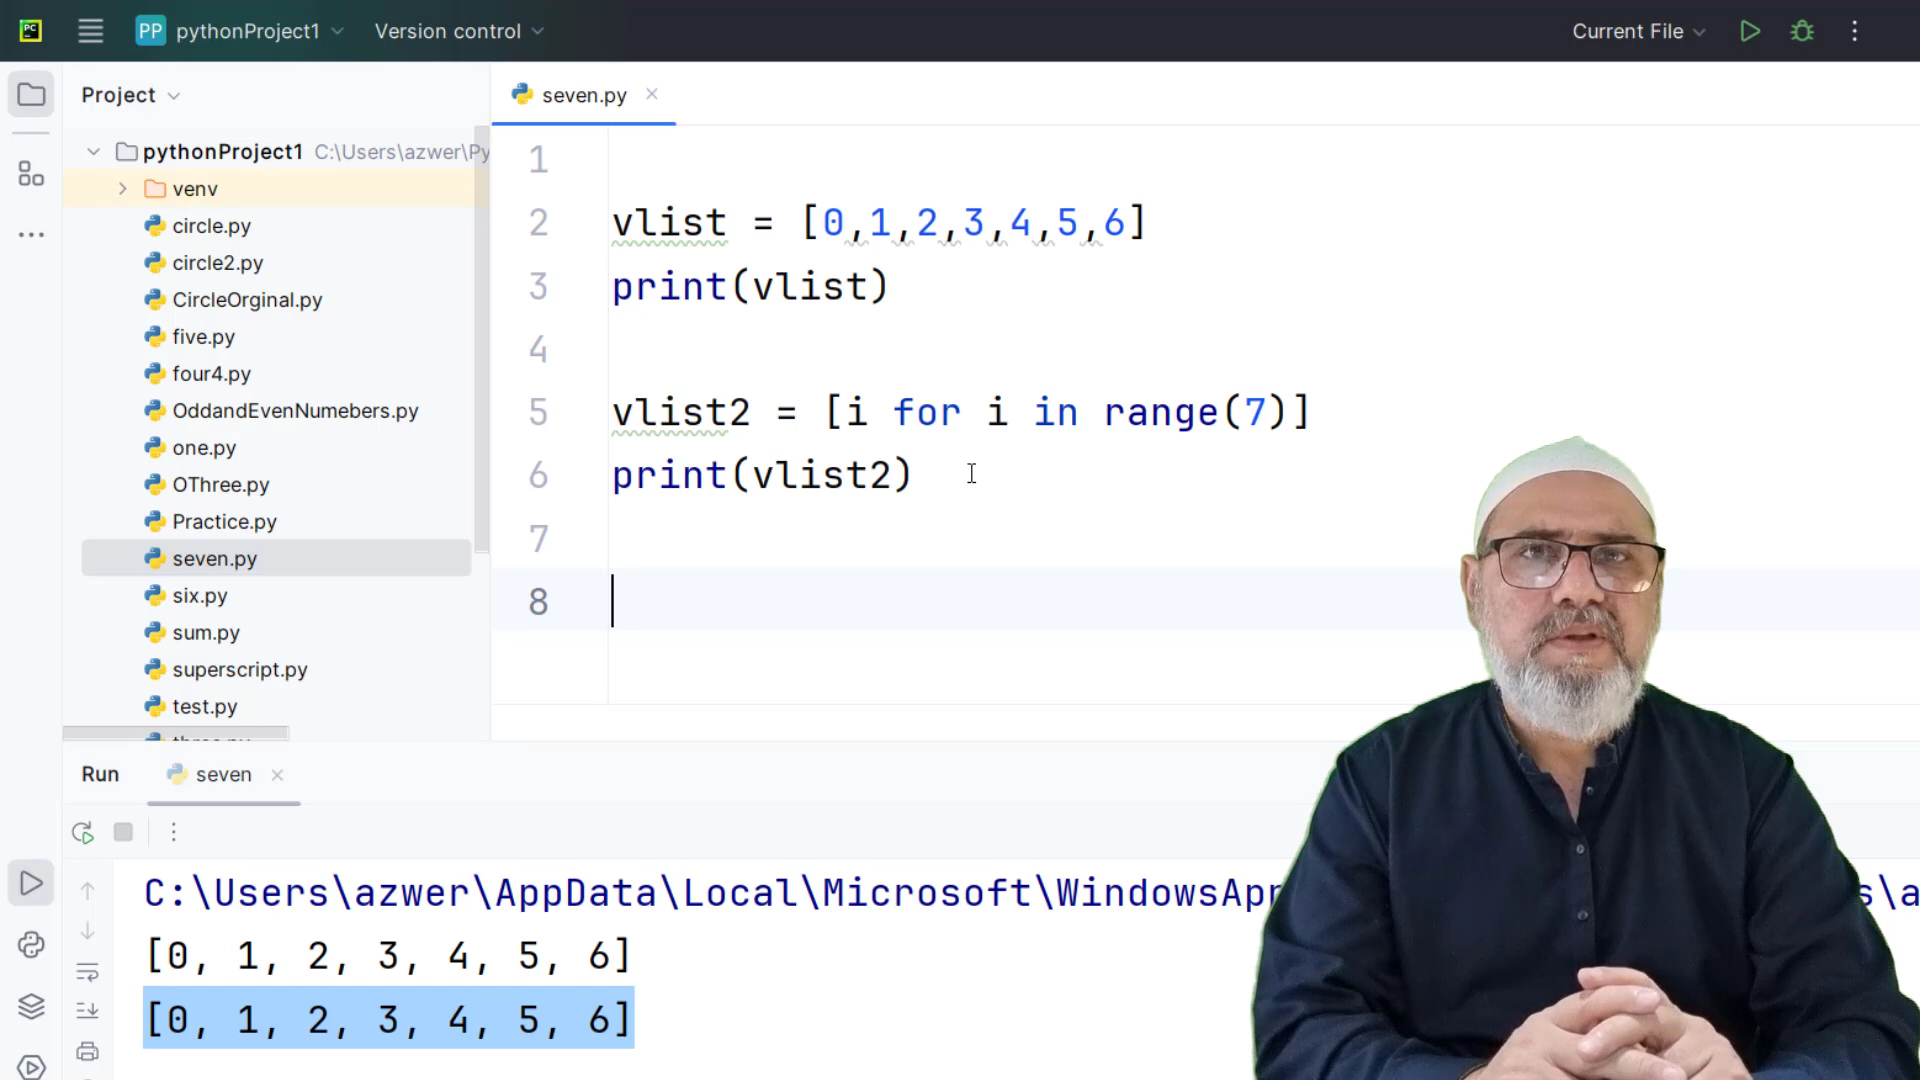 PC
PP pythonProject1 Version control Current File
Project
seven.py
pythonProject1 C:\Users\azwer\Py
venv
circle.py
circle2.py
CircleOrginal.py
five.py
four4.py
OddandEvenNumebers.py
one.py
OThree.py
Practice.py
seven.py
six.py
sum.py
superscript.py
test.py
1
2 vlist = [0,1,2,3,4,5,6]
3 print(vlist)
4
5 vlist2 = [i for i in range(7)]
6 print(vlist2)
7
8
Run seven
C:\Users\azwer\AppData\Local\Microsoft\WindowsApp s\a
[0, 1, 2, 3, 4, 5, 6]
[0, 1, 2, 3, 4, 5, 6]